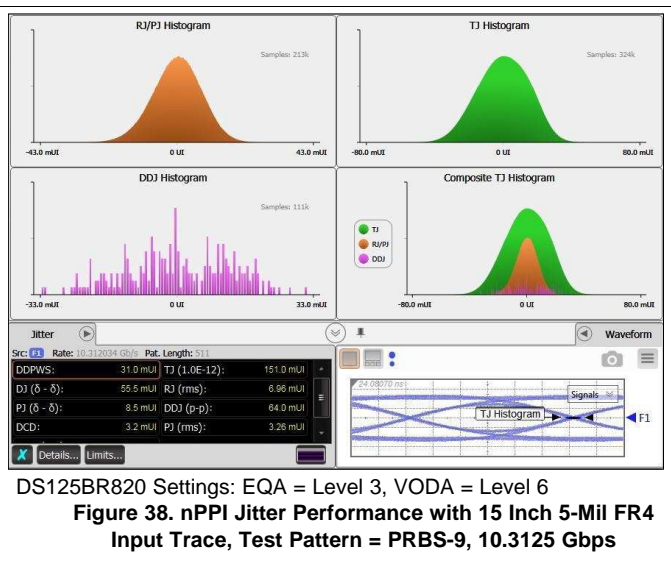 RJ/PJ Histogram
Samples: 213k
-43.0 mUI 0 UI 43.0 mUI
TJ Histogram
Samples: 324k
-80.0 mUI 0 UI 80.0 mUI
DDJ Histogram
Samples: 111k
-33.0 mUI 0 UI 33.0 mUI
Composite TJ Histogram
TJ
RJ/PJ
DDJ
-80.0 mUI 0 UI 80.0 mUI
Jitter
Waveform
Src: F1 Rate: 10.312034 Gb/s Pat. Length: 511
DDPWS: 31.0 mUI TJ (1.0E-12): 151.0 mUI
DJ (δ - δ): 55.5 mUI RJ (rms): 6.96 mUI
PJ (δ - δ): 8.5 mUI DDJ (p-p): 64.0 mUI
DCD: 3.2 mUI PJ (rms): 3.26 mUI
Details... Limits...
24.08070 ns
Signals
TJ Histogram
F1
DS125BR820 Settings: EQA = Level 3, VODA = Level 6
Figure 38. nPPI Jitter Performance with 15 Inch 5-Mil FR4
Input Trace, Test Pattern = PRBS-9, 10.3125 Gbps